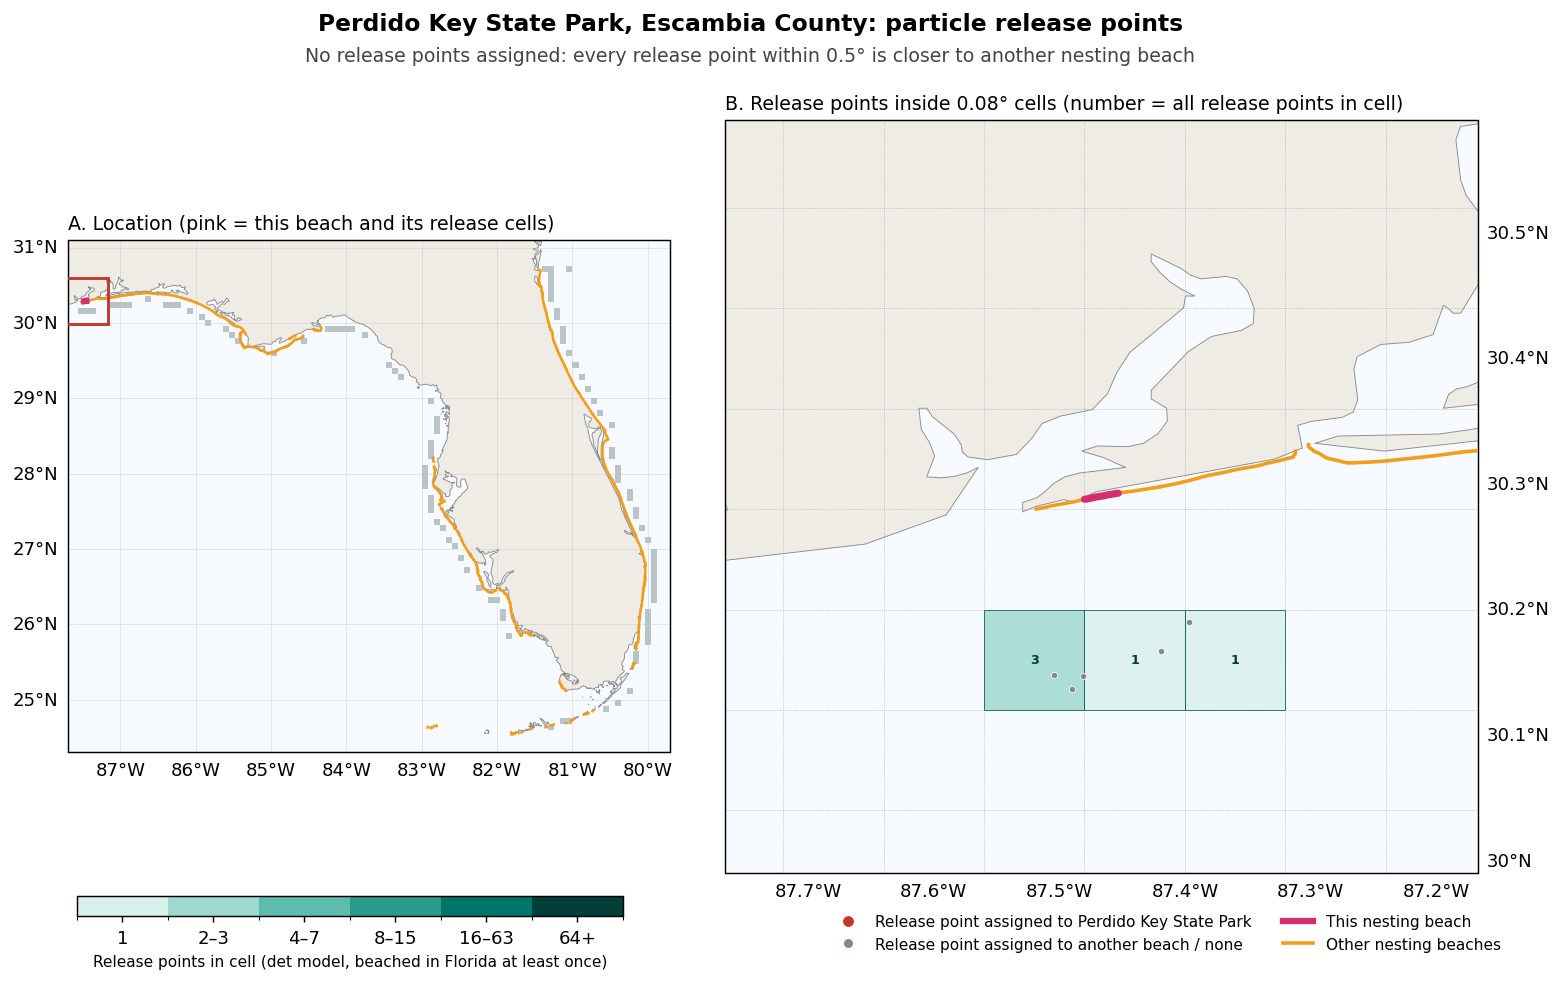 Perdido Key State Park, Escambia County: particle release points
No release points assigned: every release point within 0.5° is closer to another nesting beach
A. Location (pink = this beach and its release cells)
31°N
30°N
29°N
28°N
27°N
26°N
25°N
87°W 86°W 85°W 84°W 83°W 82°W 81°W 80°W
B. Release points inside 0.08° cells (number = all release points in cell)
3 1 1
30.5°N
30.4°N
30.3°N
30.2°N
30.1°N
30°N
87.7°W 87.6°W 87.5°W 87.4°W 87.3°W 87.2°W
1 2–3 4–7 8–15 16–63 64+
Release points in cell (det model, beached in Florida at least once)
Release point assigned to Perdido Key State Park
Release point assigned to another beach / none
This nesting beach
Other nesting beaches